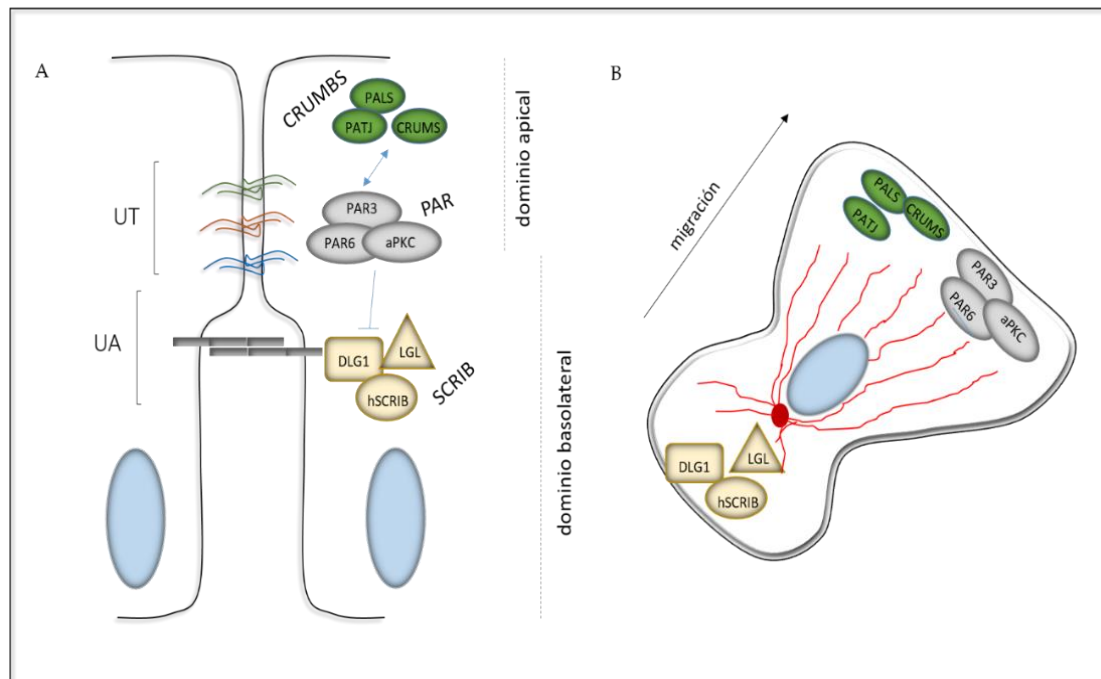 A
B
CRUMBS
PALS
PATJ
CRUMS
dominio apical
UT
PAR3
PAR
PAR6
aPKC
UA
DLG1
LGL
hSCRIB
SCRIB
dominio basolateral
migración
PALS
CRUMS
PATJ
PAR3
PAR6
aPKC
DLG1
LGL
hSCRIB